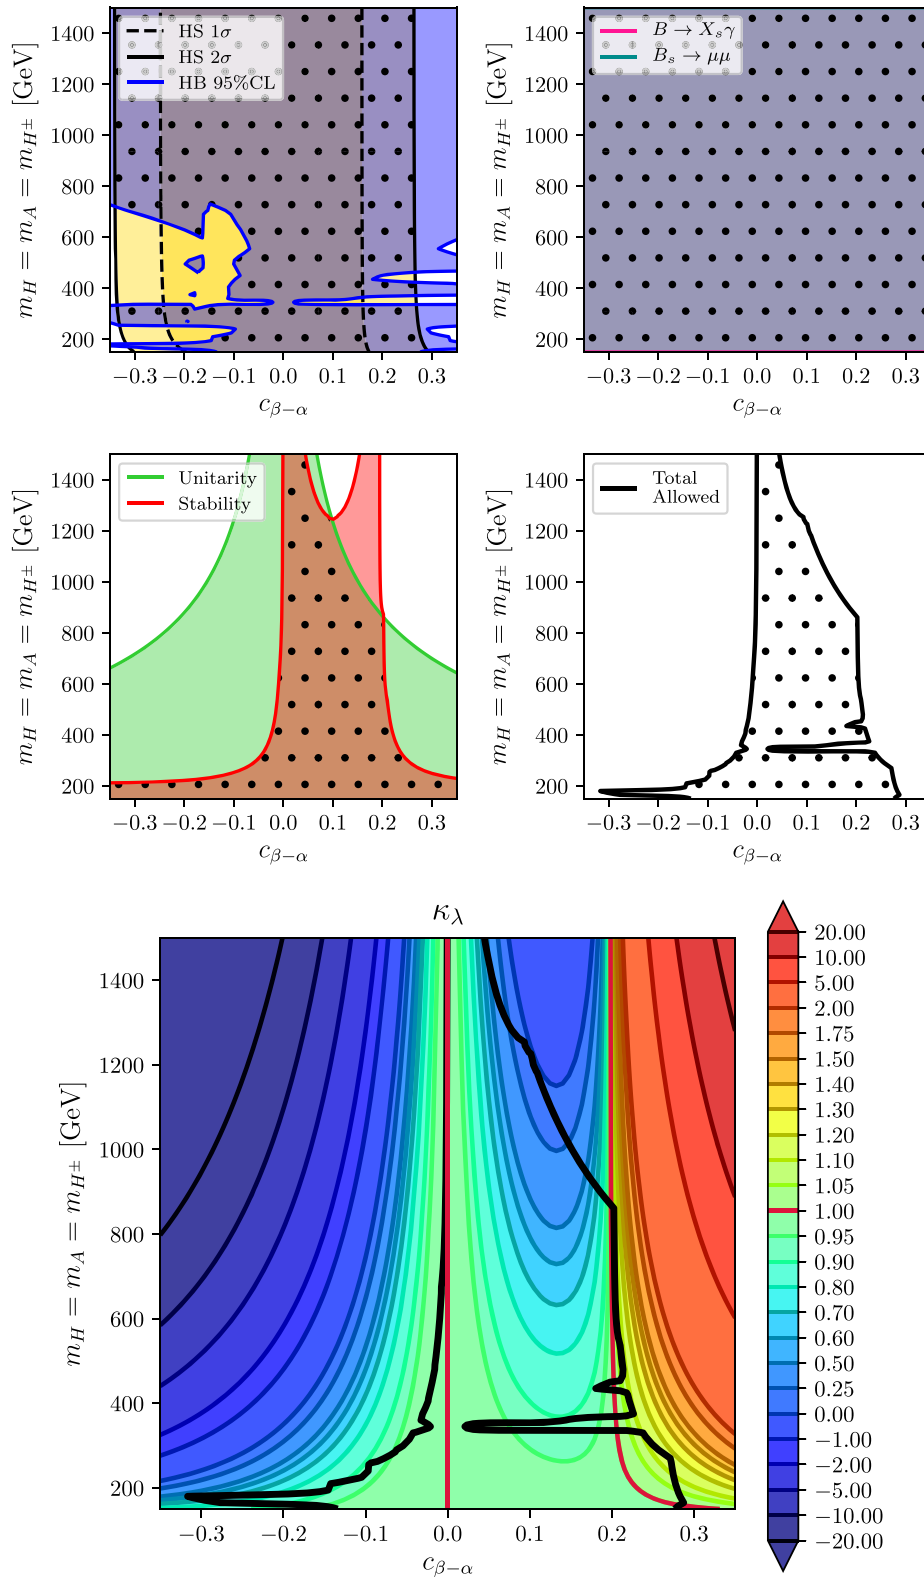 1400
1200
1000
800
600
400
200
m_H = m_A = m_{H^±} [GeV]
HS 1σ
HS 2σ
HB 95%CL
−0.3 −0.2 −0.1 0.0 0.1 0.2 0.3
c_{β−α}
1400
1200
1000
800
600
400
200
m_H = m_A = m_{H^±} [GeV]
B → X_sγ
B_s → μμ
−0.3 −0.2 −0.1 0.0 0.1 0.2 0.3
c_{β−α}
1400
1200
1000
800
600
400
200
m_H = m_A = m_{H^±} [GeV]
Unitarity
Stability
−0.3 −0.2 −0.1 0.0 0.1 0.2 0.3
c_{β−α}
1400
1200
1000
800
600
400
200
m_H = m_A = m_{H^±} [GeV]
Total
Allowed
−0.3 −0.2 −0.1 0.0 0.1 0.2 0.3
c_{β−α}
κ_λ
1400
1200
1000
800
600
400
200
m_H = m_A = m_{H^±} [GeV]
−0.3 −0.2 −0.1 0.0 0.1 0.2 0.3
c_{β−α}
20.00
10.00
5.00
2.00
1.75
1.50
1.40
1.30
1.20
1.10
1.05
1.00
0.95
0.90
0.80
0.70
0.60
0.50
0.25
0.00
−1.00
−2.00
−5.00
−10.00
−20.00